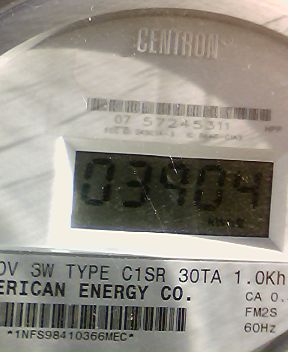 CENTRON
07 57245311
03404
0V 3W TYPE C1SR 30TA 1.0Kh
ERICAN ENERGY CO.
CA 0.
FM2S
60Hz
*1NFS98410366MEC*